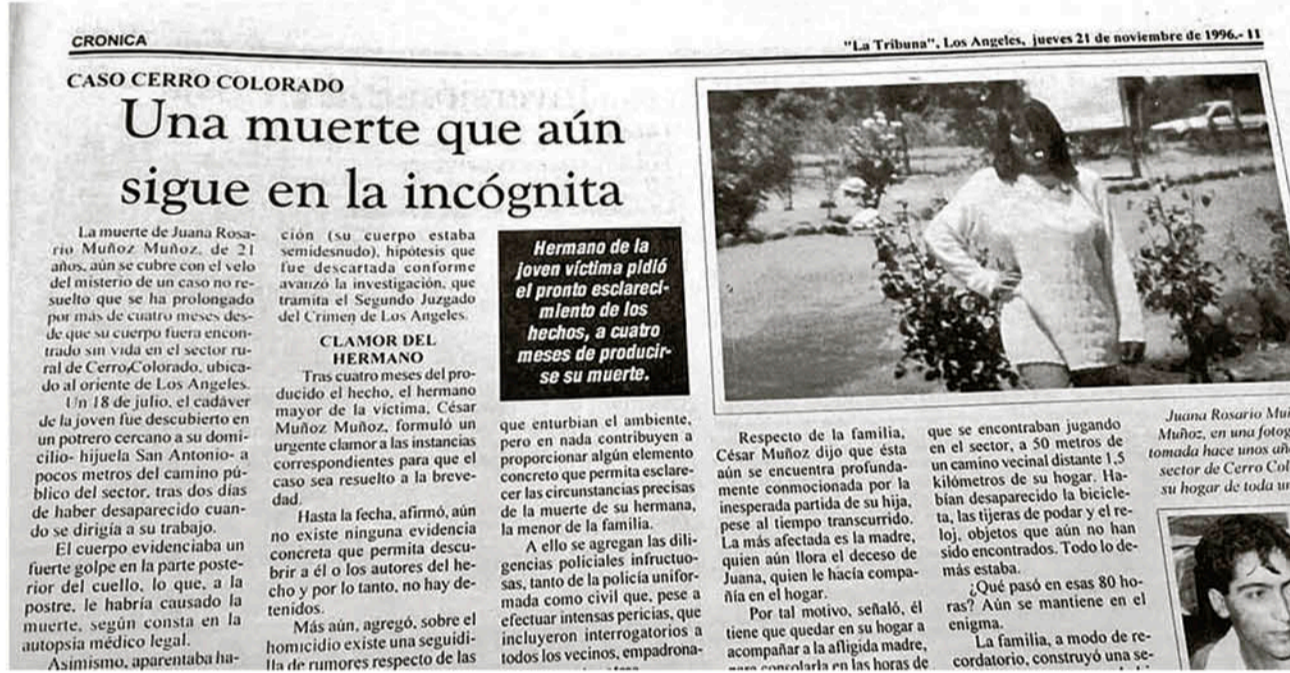 CRONICA
"La Tribuna", Los Angeles, jueves 21 de noviembre de 1996.- 11
CASO CERRO COLORADO
Una muerte que aún
sigue en la incógnita
La muerte de Juana Rosa-
rio Muñoz Muñoz, de 21
años, aún se cubre con el velo
del misterio de un caso no re-
suelto que se ha prolongado
por más de cuatro meses des-
de que su cuerpo fuera encon-
trado sin vida en el sector ru-
ral de Cerro Colorado, ubica-
do al oriente de Los Angeles.
Un 18 de julio, el cadáver
de la joven fue descubierto en
un potrero cercano a su domi-
cilio- hijuela San Antonio- a
pocos metros del camino pú-
blico del sector, tras dos días
de haber desaparecido cuan-
do se dirigía a su trabajo.
El cuerpo evidenciaba un
fuerte golpe en la parte poste-
rior del cuello, lo que, a la
postre, le habría causado la
muerte, según consta en la
autopsia médico legal.
Asimismo, aparentaba ha-
ción (su cuerpo estaba
semidesnudo), hipótesis que
fue descartada conforme
avanzó la investigación, que
tramita el Segundo Juzgado
del Crimen de Los Angeles.
CLAMOR DEL
HERMANO
Tras cuatro meses del pro-
ducido el hecho, el hermano
mayor de la víctima, César
Muñoz Muñoz, formuló un
urgente clamor a las instancias
correspondientes para que el
caso sea resuelto a la breve-
dad.
Hasta la fecha, afirmó, aún
no existe ninguna evidencia
concreta que permita descu-
brir a él o los autores del he-
cho y por lo tanto, no hay de-
tenidos.
Más aún, agregó, sobre el
homicidio existe una seguidi-
lla de rumores respecto de las
Hermano de la
joven víctima pidió
el pronto esclareci-
miento de los
hechos, a cuatro
meses de producir-
se su muerte.
que enturbian el ambiente,
pero en nada contribuyen a
proporcionar algún elemento
concreto que permita esclare-
cer las circunstancias precisas
de la muerte de su hermana,
la menor de la familia.
A ello se agregan las dili-
gencias policiales infructuo-
sas, tanto de la policía unifor-
mada como civil que, pese a
efectuar intensas pericias, que
incluyeron interrogatorios a
todos los vecinos, empadrona-
Respecto de la familia,
César Muñoz dijo que ésta
aún se encuentra profunda-
mente conmocionada por la
inesperada partida de su hija,
pese al tiempo transcurrido.
La más afectada es la madre,
quien aún llora el deceso de
Juana, quien le hacía compa-
ñía en el hogar.
Por tal motivo, señaló, él
tiene que quedar en su hogar a
acompañar a la afligida madre,
para consolarla en las horas de
que se encontraban jugando
en el sector, a 50 metros de
un camino vecinal distante 1,5
kilómetros de su hogar. Ha-
bían desaparecido la bicicle-
ta, las tijeras de podar y el re-
loj, objetos que aún no han
sido encontrados. Todo lo de-
más estaba.
¿Qué pasó en esas 80 ho-
ras? Aún se mantiene en el
enigma.
La familia, a modo de re-
cordatorio, construyó una se-
Juana Rosario Mu
Muñoz, en una fotog
tomada hace unos añ
sector de Cerro Col
su hogar de toda u